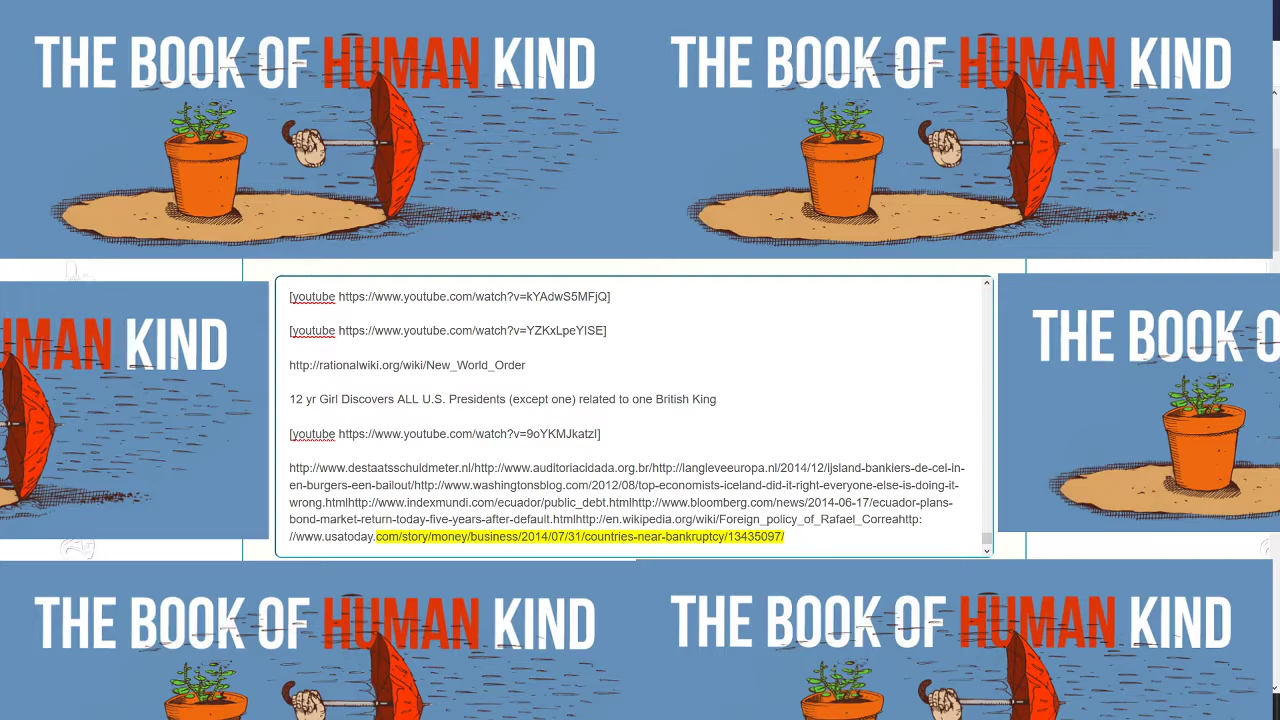 THE BOOK OF HUMAN KIND
THE BOOK OF HUMAN KIND
[youtube https://www.youtube.com/watch?v=kYAdwS5MFjQ]
[youtube https://www.youtube.com/watch?v=YZKxLpeYISE]
http://rationalwiki.org/wiki/New_World_Order
12 yr Girl Discovers ALL U.S. Presidents (except one) related to one British King
[youtube https://www.youtube.com/watch?v=9oYKMJkatzI]
http://www.destaatsschuldmeter.nl/http://www.auditoriacidada.org.br/http://langleveeuropa.nl/2014/12/ijsland-bankiers-de-cel-in-
en-burgers-een-bailout/http://www.washingtonsblog.com/2012/08/top-economists-iceland-did-it-right-everyone-else-is-doing-it-
wrong.htmlhttp://www.indexmundi.com/ecuador/public_debt.htmlhttp://www.bloomberg.com/news/2014-06-17/ecuador-plans-
bond-market-return-today-five-years-after-default.htmlhttp://en.wikipedia.org/wiki/Foreign_policy_of_Rafael_Correahttp:
//www.usatoday.com/story/money/business/2014/07/31/countries-near-bankruptcy/13435097/
UMAN KIND
THE BOOK O
THE BOOK OF HUMAN KIND
THE BOOK OF HUMAN KIND